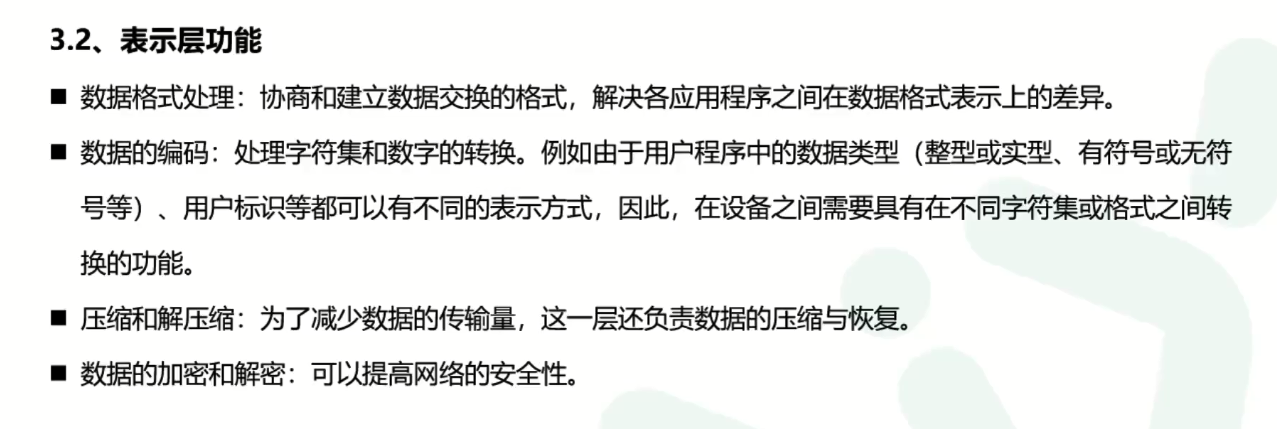 3.2、表示层功能
■ 数据格式处理：协商和建立数据交换的格式，解决各应用程序之间在数据格式表示上的差异。
■ 数据的编码：处理字符集和数字的转换。例如由于用户程序中的数据类型（整型或实型、有符号或无符
号等）、用户标识等都可以有不同的表示方式，因此，在设备之间需要具有在不同字符集或格式之间转
换的功能。
■ 压缩和解压缩：为了减少数据的传输量，这一层还负责数据的压缩与恢复。
■ 数据的加密和解密：可以提高网络的安全性。